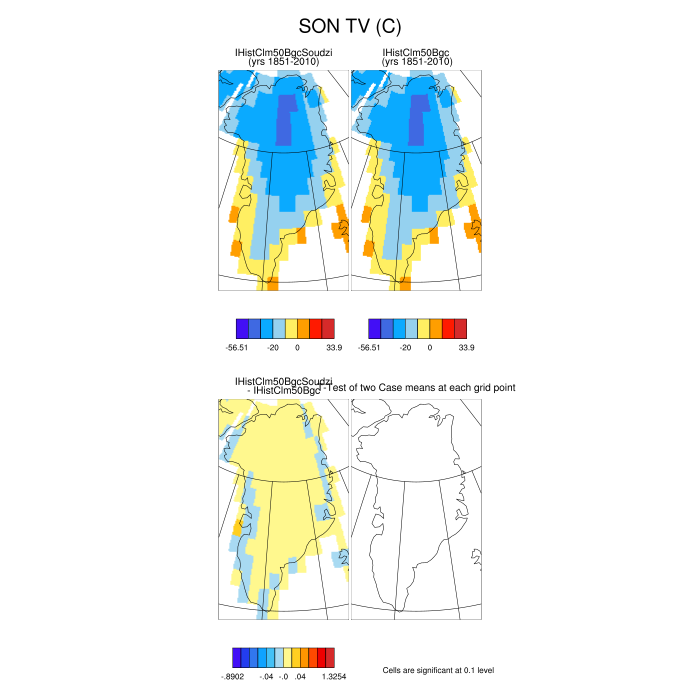 SON TV (C)
IHistClm50BgcSoudzi
(yrs 1851-2010)
IHistClm50Bgc
(yrs 1851-2010)
-56.51 -20 0 33.9
-56.51 -20 0 33.9
IHistClm50BgcSoudzi
- IHistClm50Bgc
T-Test of two Case means at each grid point
-.8902 -.04 -.0 .04 1.3254
Cells are significant at 0.1 level